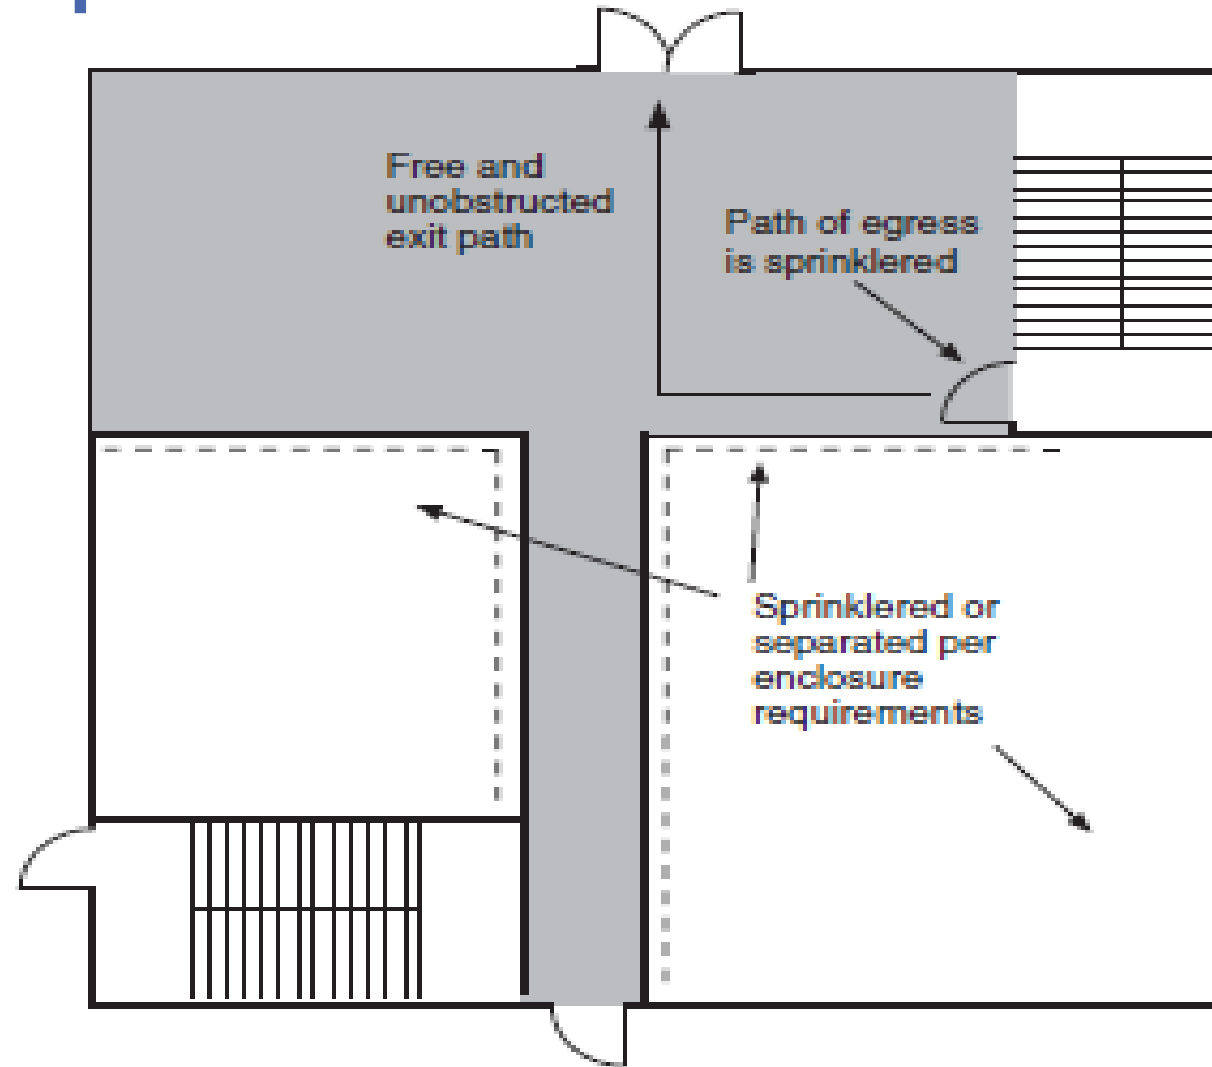 Free and
unobstructed
exit path
Path of egress
is sprinklered
Sprinklered or
separated per
enclosure
requirements